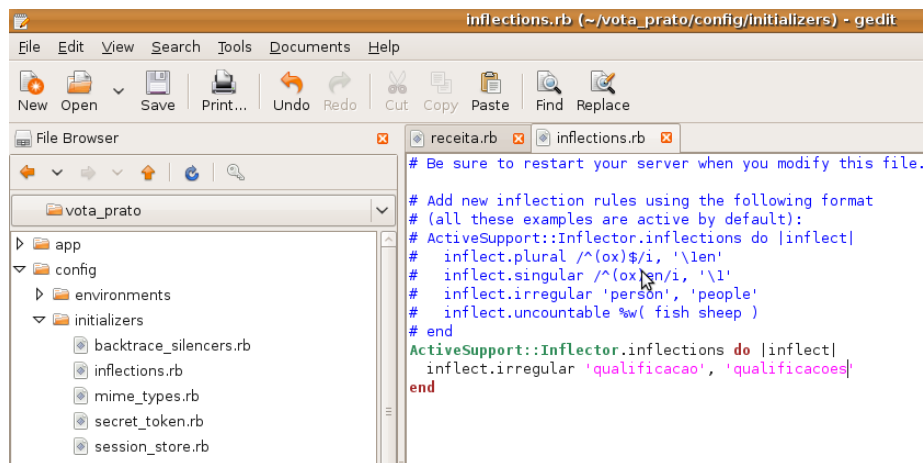 inflections.rb (~/vota_prato/config/initializers) - gedit
File Edit View Search Tools Documents Help
New Open Save Print... Undo Redo Cut Copy Paste Find Replace
File Browser
receita.rb inflections.rb
vota_prato
app
config
environments
initializers
backtrace_silencers.rb
inflections.rb
mime_types.rb
secret_token.rb
session_store.rb
# Be sure to restart your server when you modify this file.
# Add new inflection rules using the following format
# (all these examples are active by default):
# ActiveSupport::Inflector.inflections do |inflect|
#   inflect.plural /^(ox)$/i, '\1en'
#   inflect.singular /^(ox)en/i, '\1'
#   inflect.irregular 'person', 'people'
#   inflect.uncountable %w( fish sheep )
# end
ActiveSupport::Inflector.inflections do |inflect|
  inflect.irregular 'qualificacao', 'qualificacoes'
end